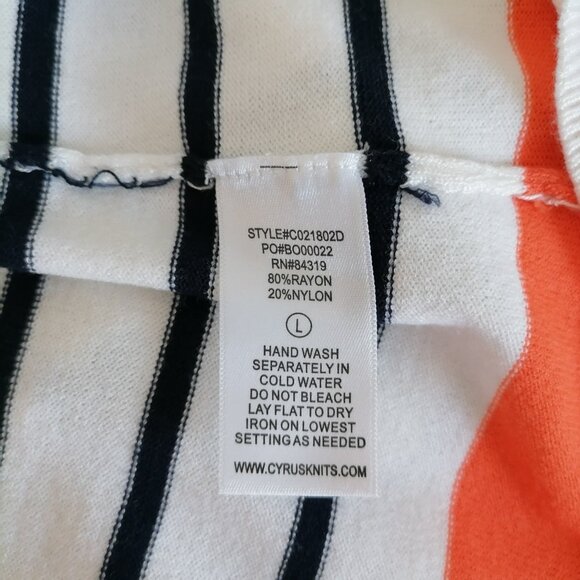 STYLE#C021802D
PO#BO00022
RN#84319
80%RAYON
20%NYLON
L
HAND WASH
SEPARATELY IN
COLD WATER
DO NOT BLEACH
LAY FLAT TO DRY
IRON ON LOWEST
SETTING AS NEEDED
WWW.CYRUSKNITS.COM